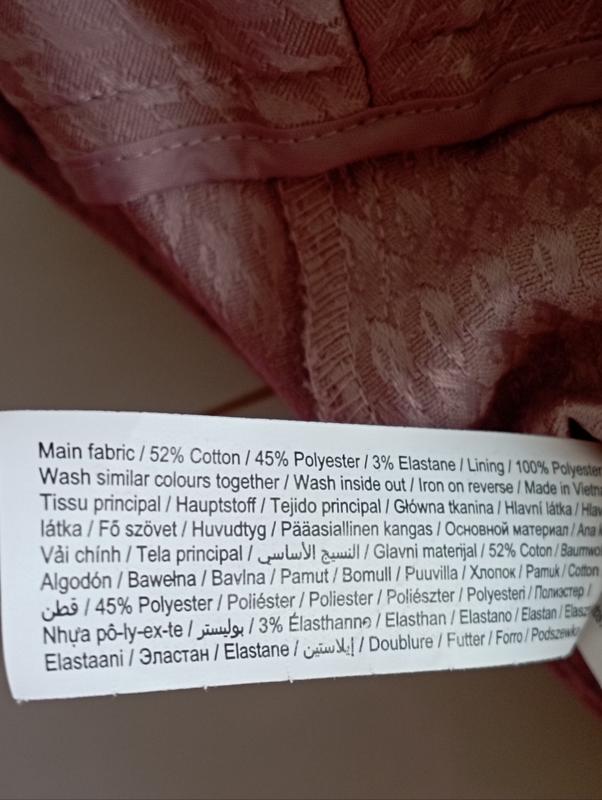 Main fabric / 52% Cotton / 45% Polyester / 3% Elastane / Lining / 100% Polyester
Wash similar colours together / Wash inside out / Iron on reverse / Made in Vietn
Tissu principal / Hauptstoff / Tejido principal / Główna tkanina / Hlavní látka / Hlav
látka / Fő szövet / Huvudtyg / Pääasiallinen kangas / Основной материал / Ana
Vải chính / Tela principal / النسيج الأساسي / Glavni materijal / 52% Coton / Baumwol
Algodón / Bawełna / Bavlna / Pamut / Bomull / Puuvilla / Хлопок / Pamuk / Cotton
قطن / 45% Polyester / Poliéster / Poliester / Poliészter / Polyesteri / Полиэстер /
Nhựa pô-ly-ex-te / بوليستر / 3% Élasthanne / Elasthan / Elastano / Elastan / Elasz
Elastaani / Эластан / Elastane / إيلاستين / Doublure / Futter / Forro / Podszewka